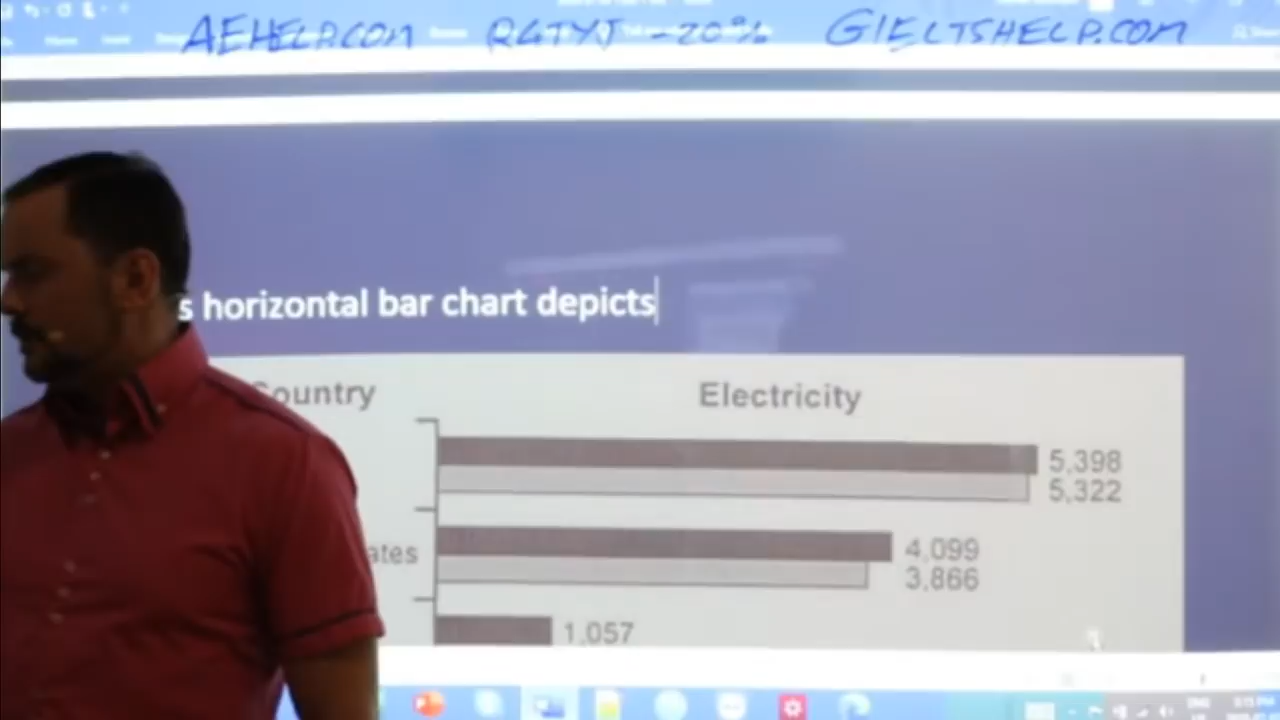 AEHELP.COM R4TYJ -20% GIELTSHELP.COM
s horizontal bar chart depicts
Country Electricity
5,398
5,322
ates 4,099
3,866
1,057